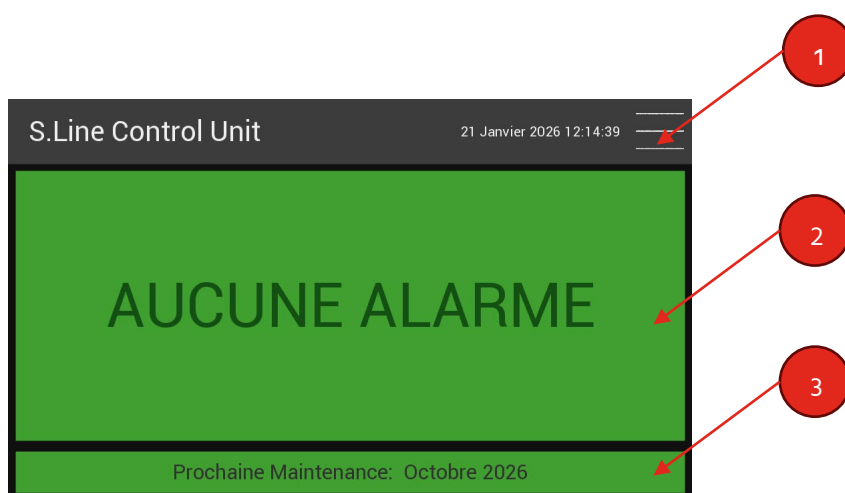 1
S.Line Control Unit
21 Janvier 2026 12:14:39
2
AUCUNE ALARME
3
Prochaine Maintenance: Octobre 2026